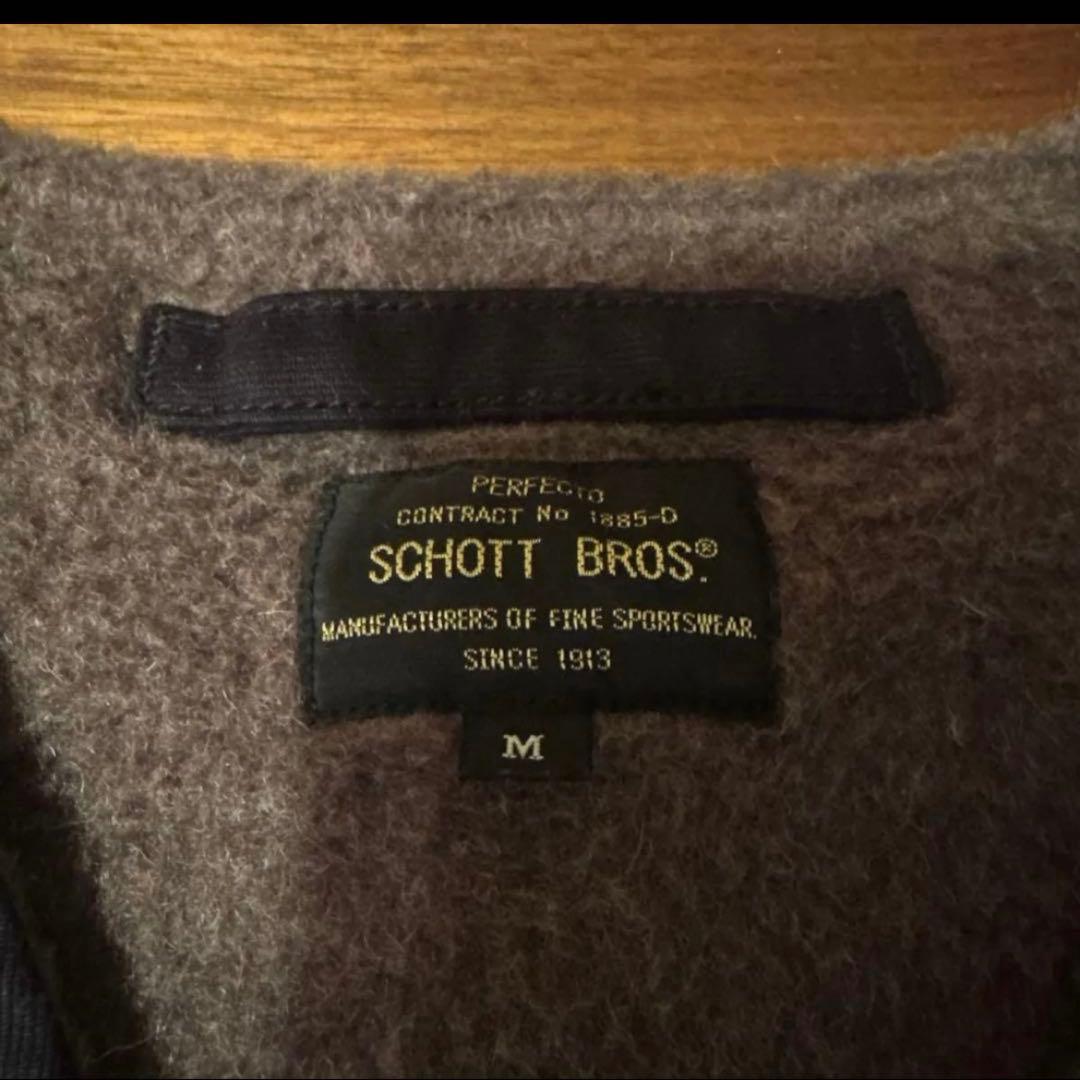 PERFECTO
CONTRACT No 1885-D
SCHOTT BROS.®
MANUFACTURERS OF FINE SPORTSWEAR.
SINCE 1913
M